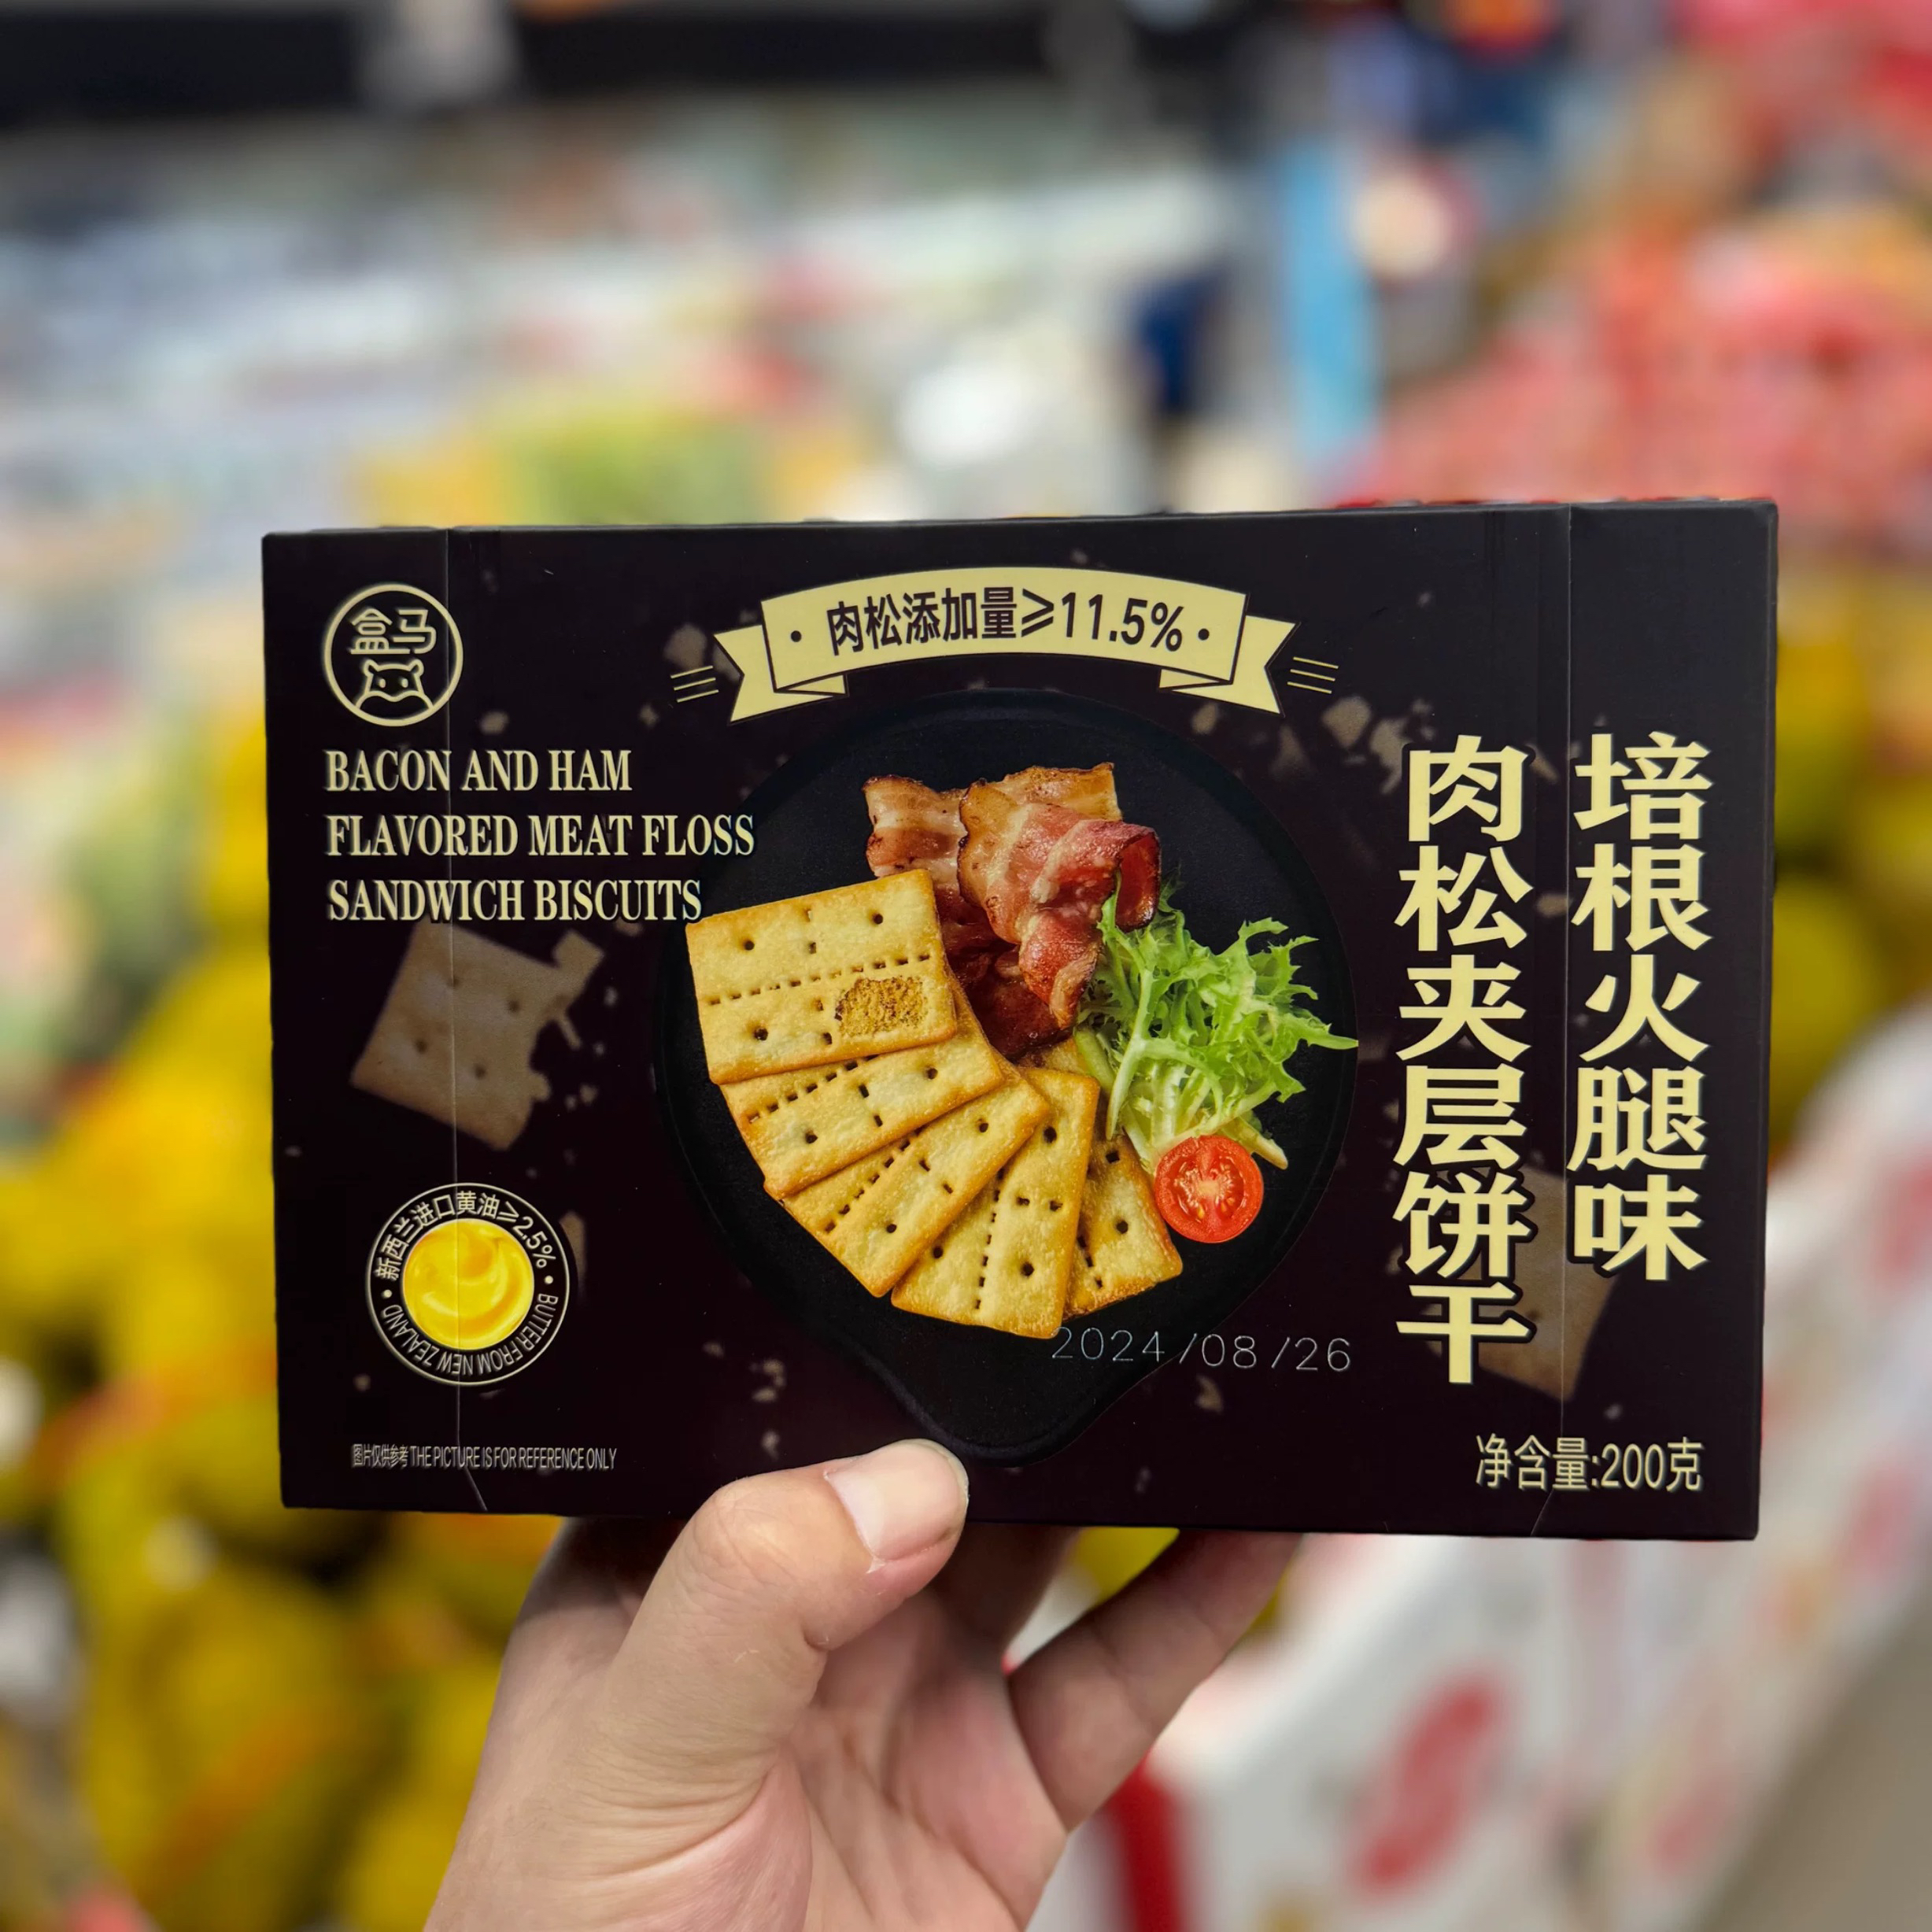 盒马
肉松添加量≥11.5%
BACON AND HAM
FLAVORED MEAT FLOSS
SANDWICH BISCUITS
培根火腿味
肉松夹层饼干
新西兰进口黄油≥2.5%
BUTTER FROM NEW ZEALAND
2024/08/26
图片仅供参考 THE PICTURE IS FOR REFERENCE ONLY
净含量:200克